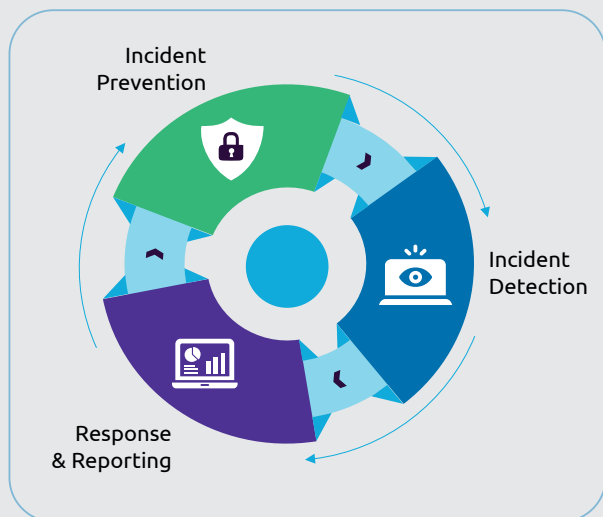 Incident
Prevention
Incident
Detection
Response
& Reporting